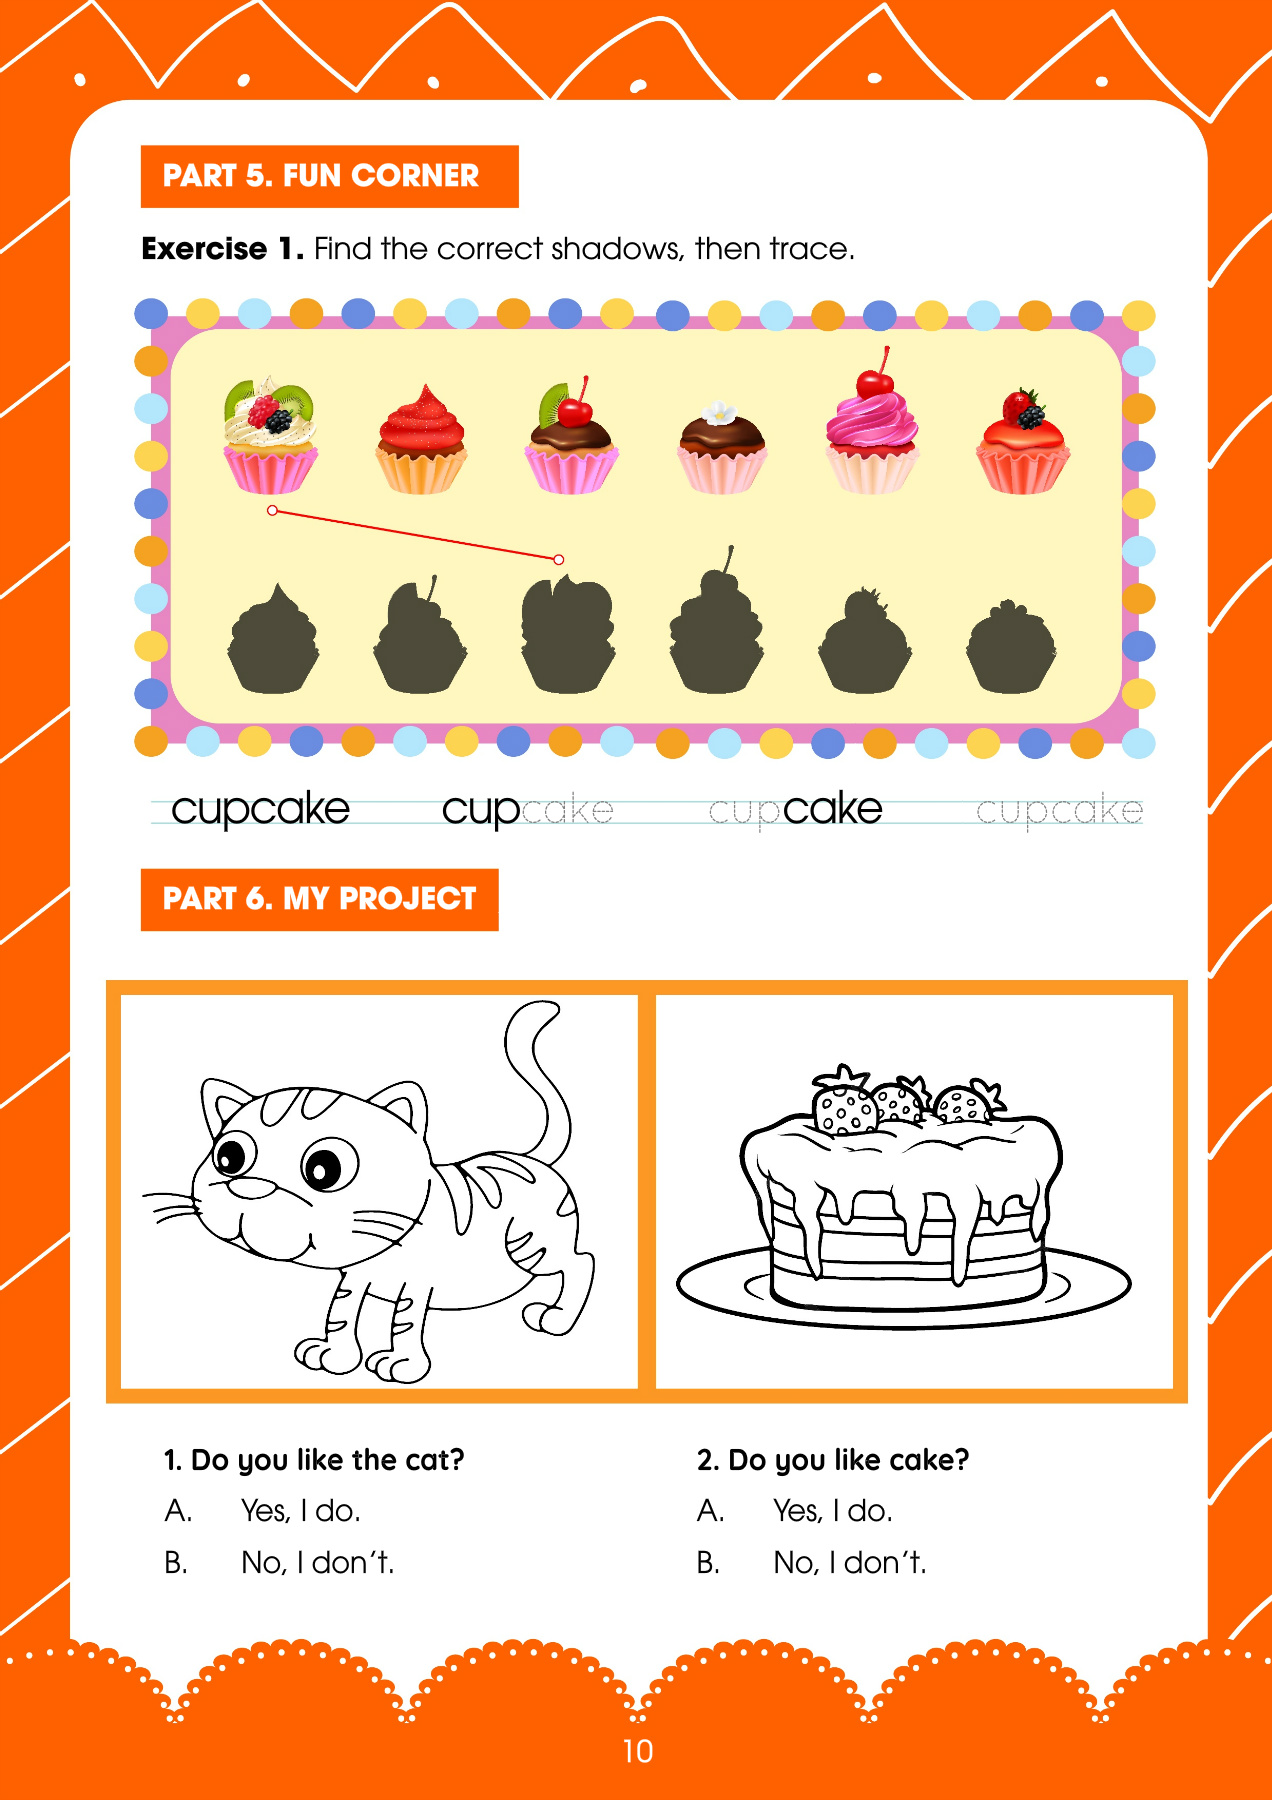 PART 5. FUN CORNER
Exercise 1. Find the correct shadows, then trace.
cupcake cupcake cupcake cupcake
PART 6. MY PROJECT
1. Do you like the cat?
A. Yes, I do.
B. No, I don't.
2. Do you like cake?
A. Yes, I do.
B. No, I don't.
10